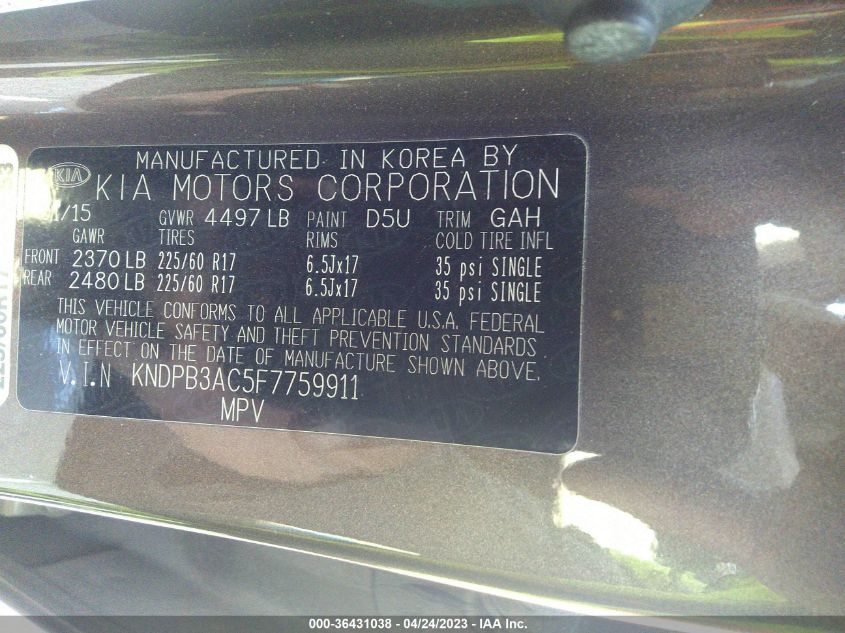 MANUFACTURED IN KOREA BY
KIA KIA MOTORS CORPORATION
/15 GVWR 4497 LB PAINT D5U TRIM GAH
GAWR TIRES RIMS COLD TIRE INFL
FRONT 2370 LB 225/60 R17 6.5Jx17 35 psi SINGLE
REAR 2480 LB 225/60 R17 6.5Jx17 35 psi SINGLE
THIS VEHICLE CONFORMS TO ALL APPLICABLE U.S.A. FEDERAL
MOTOR VEHICLE SAFETY AND THEFT PREVENTION STANDARDS
IN EFFECT ON THE DATE OF MANUFACTURE SHOWN ABOVE.
V.I.N KNDPB3AC5F7759911
MPV
000-36431038 - 04/24/2023 - IAA Inc.